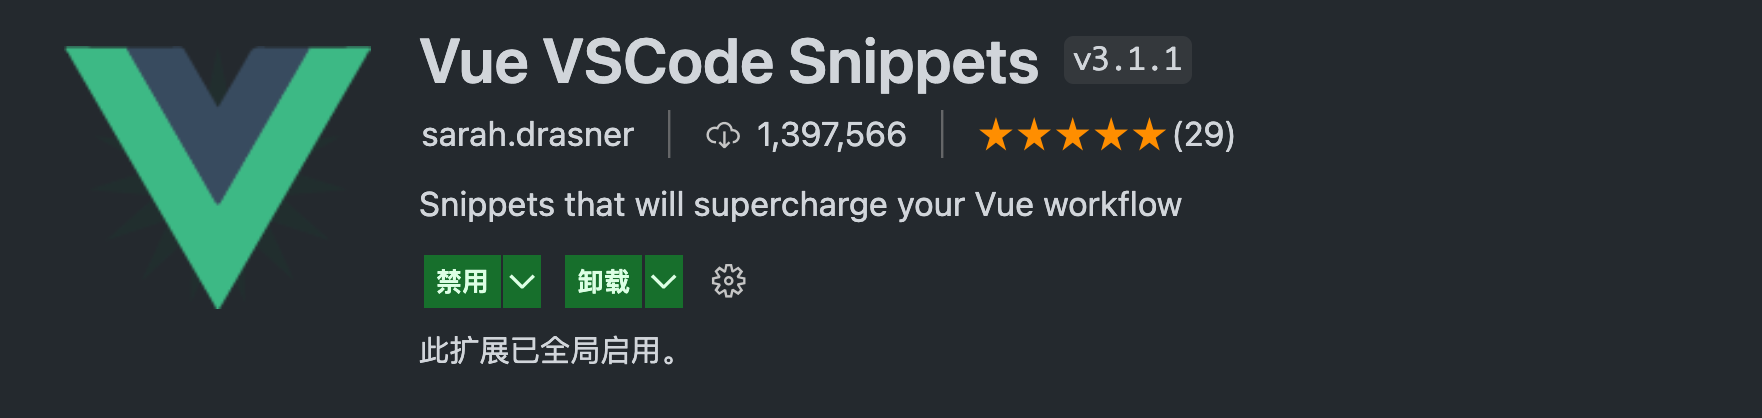 Vue VSCode Snippets v3.1.1
sarah.drasner 1,397,566 ★★★★★(29)
Snippets that will supercharge your Vue workflow
禁用 卸载
此扩展已全局启用。